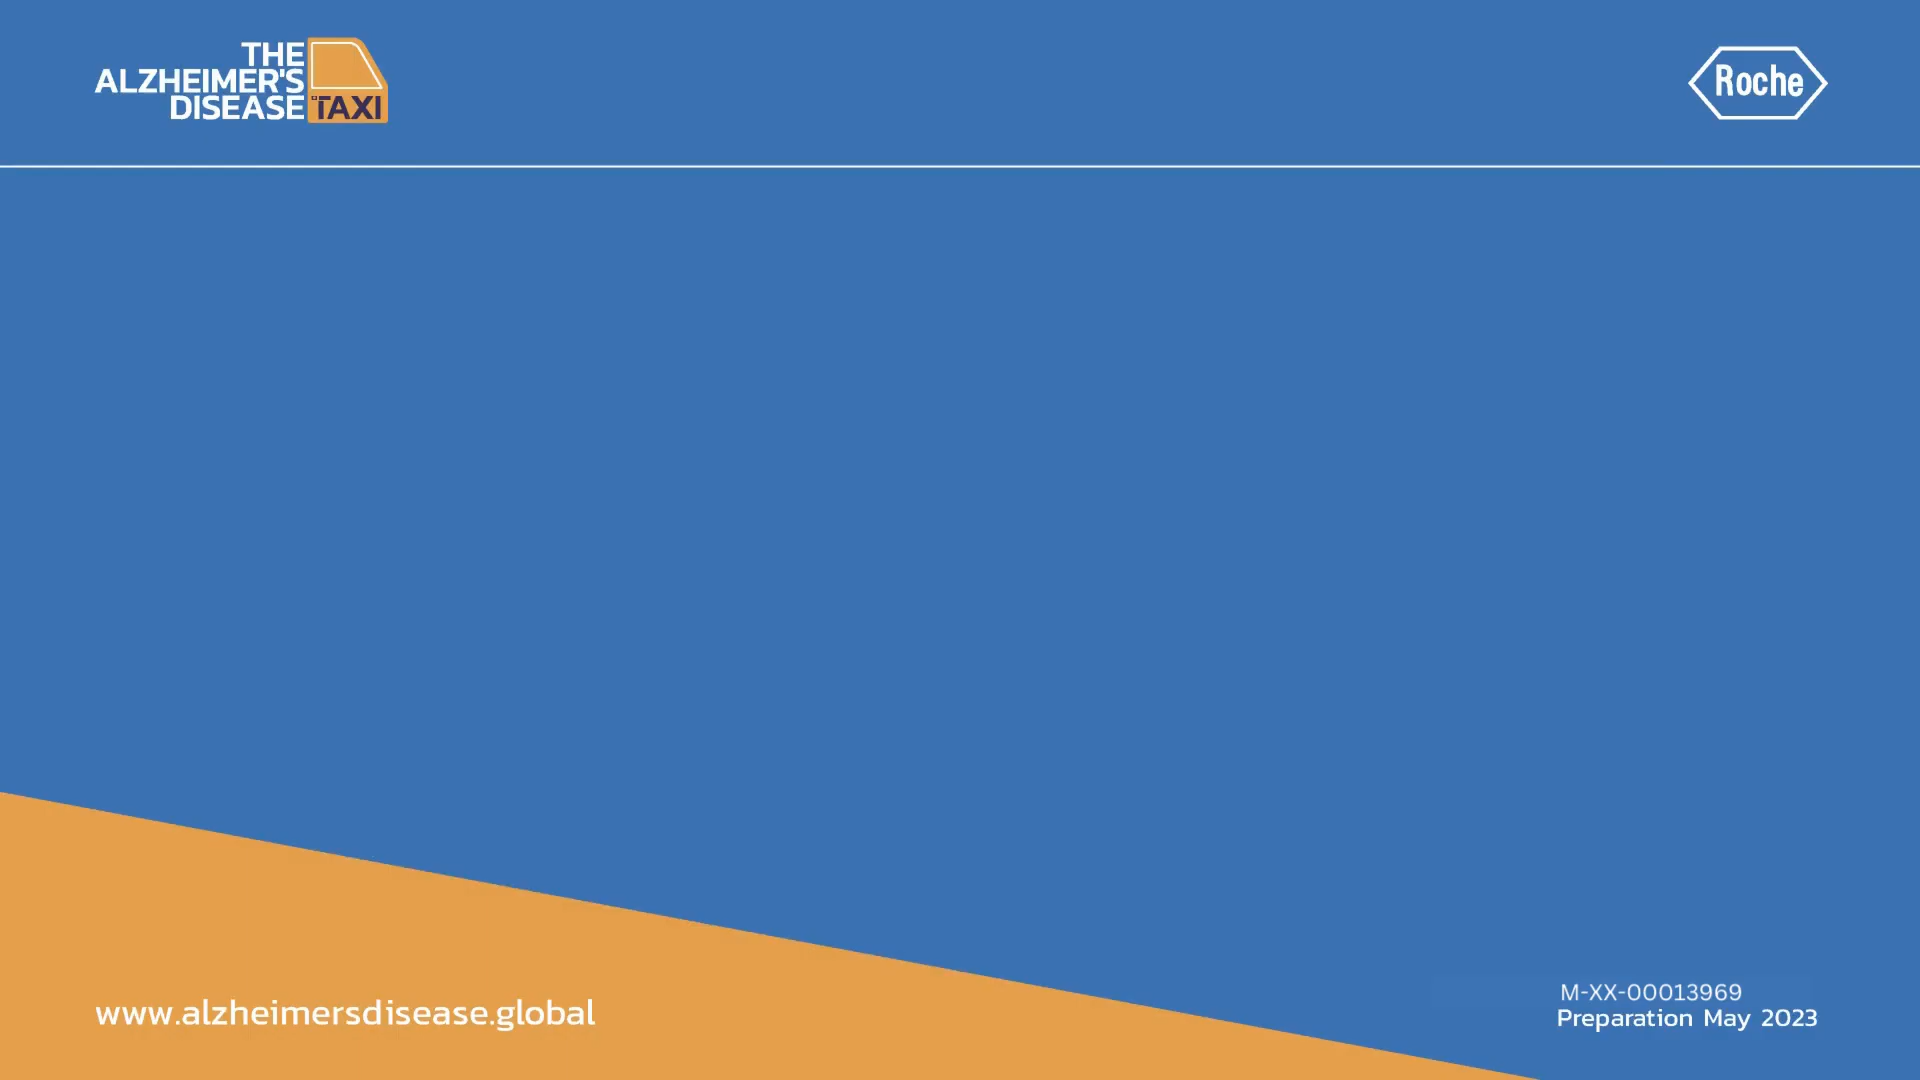 THE
ALZHEIMER'S
DISEASE TAXI
Roche
www.alzheimersdisease.global
M-XX-00013969
Preparation May 2023